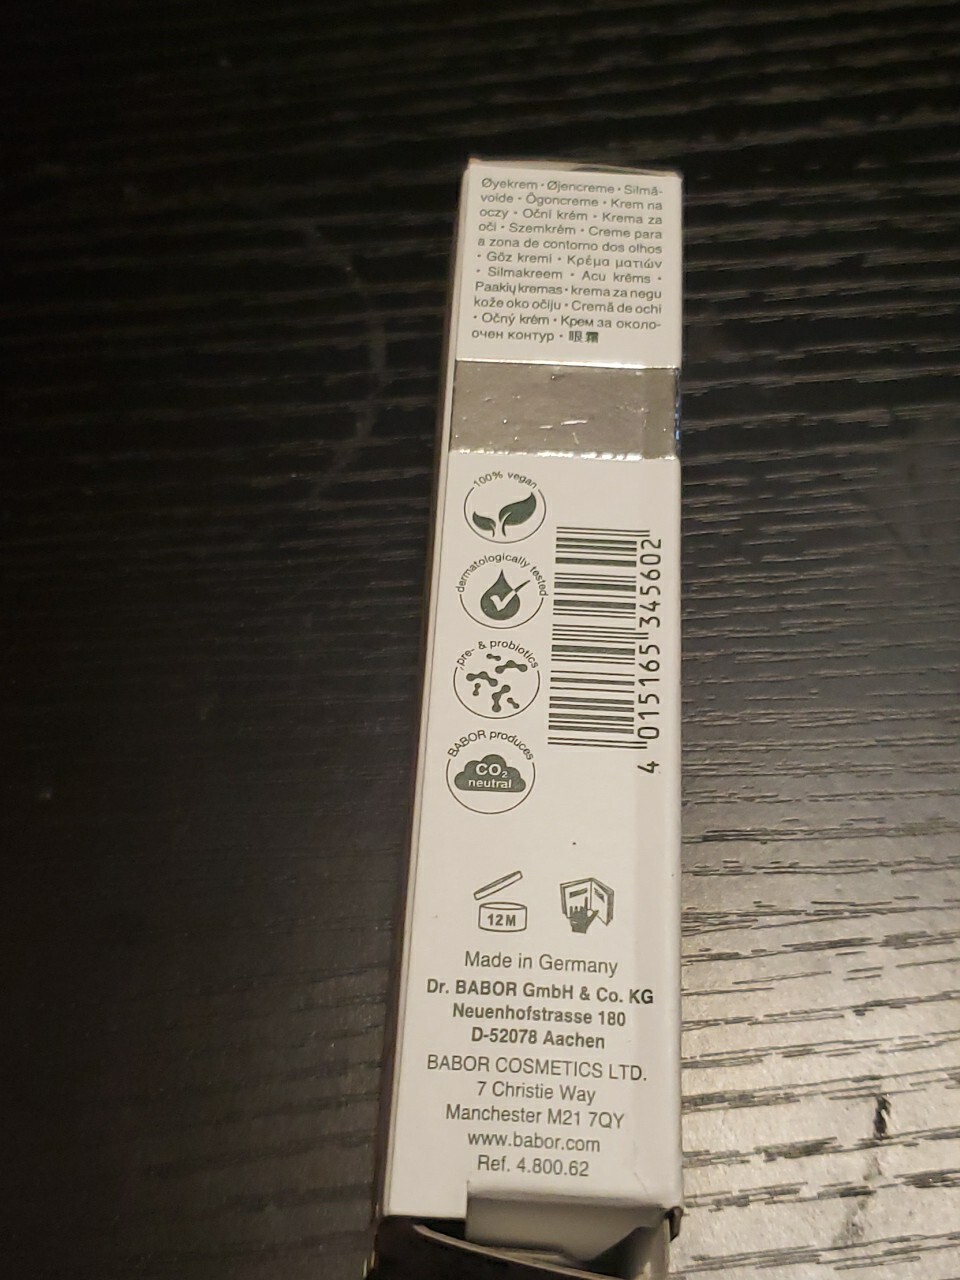 Øyekrem • Øjencreme • Silmä-
voide • Ögoncreme • Krem na
oczy • Oční krém • Krema za
oči • Szemkrém • Creme para
a zona de contorno dos olhos
• Göz kremi • Κρέμα ματιών
• Silmakreem • Acu krēms •
Paakių kremas • krema za negu
kože oko očiju • Cremă de ochi
• Očný krém • Крем за около-
очен контур • 眼霜
100% vegan
dermatologically tested
pre- & probiotics
BABOR produces
CO₂
neutral
4 015165 345602
12M
Made in Germany
Dr. BABOR GmbH & Co. KG
Neuenhofstrasse 180
D-52078 Aachen
BABOR COSMETICS LTD.
7 Christie Way
Manchester M21 7QY
www.babor.com
Ref. 4.800.62